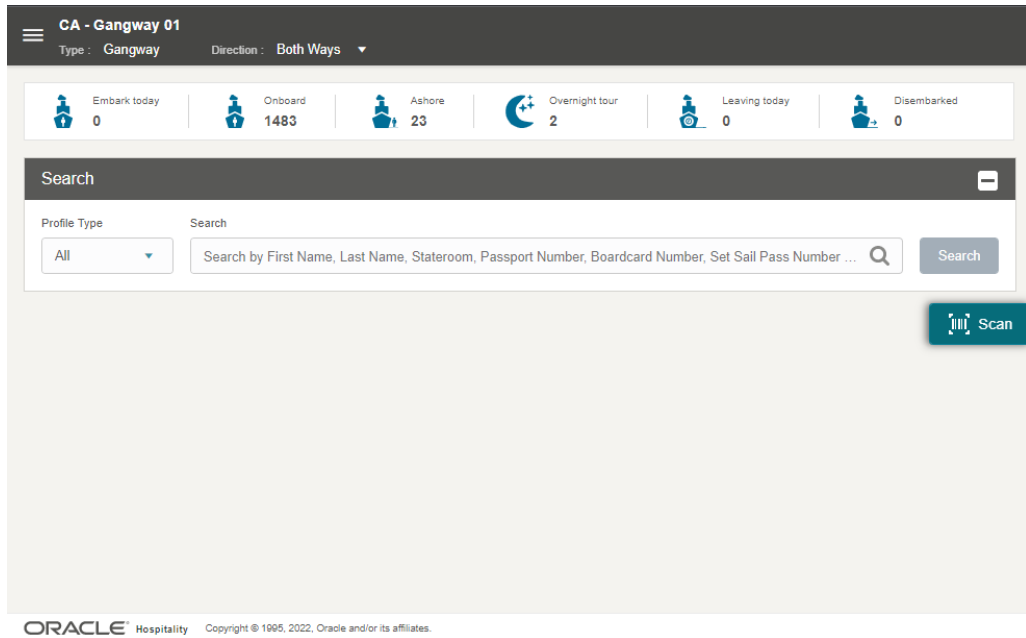 CA - Gangway 01
Type : Gangway Direction : Both Ways
Embark today
0
Onboard
1483
Ashore
23
Overnight tour
2
Leaving today
0
Disembarked
0
Search
Profile Type
Search
All
Search by First Name, Last Name, Stateroom, Passport Number, Boardcard Number, Set Sail Pass Number ...
Search
Scan
ORACLE Hospitality Copyright © 1995, 2022, Oracle and/or its affiliates.